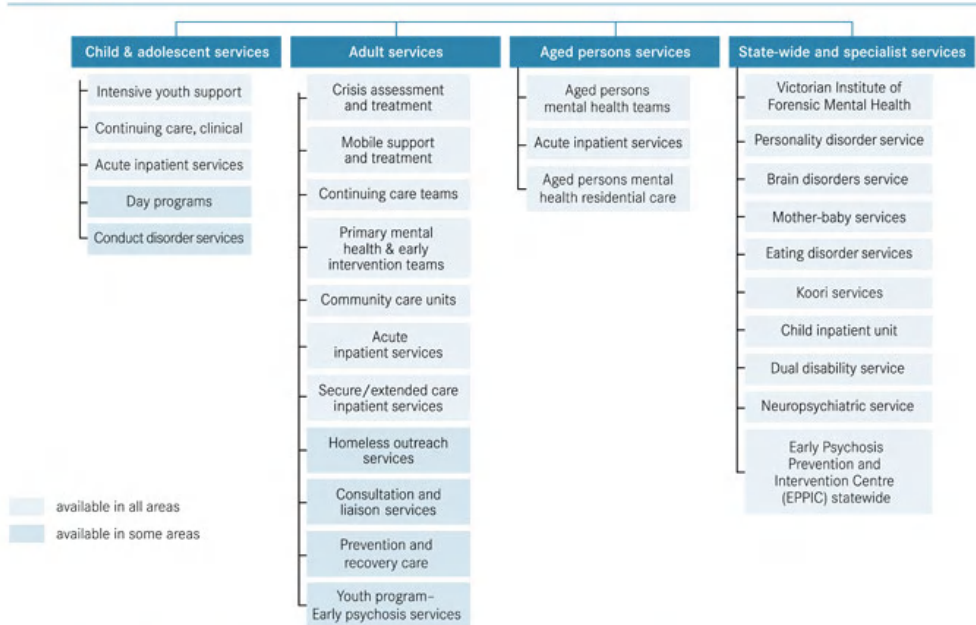 Child & adolescent services
Intensive youth support
Continuing care, clinical
Acute inpatient services
Day programs
Conduct disorder services
Adult services
Crisis assessment
and treatment
Mobile support
and treatment
Continuing care teams
Primary mental
health & early
intervention teams
Community care units
Acute
inpatient services
Secure/extended care
inpatient services
Homeless outreach
services
Consultation and
liaison services
Prevention and
recovery care
Youth program–
Early psychosis services
Aged persons services
Aged persons
mental health teams
Acute inpatient services
Aged persons mental
health residential care
State-wide and specialist services
Victorian Institute of
Forensic Mental Health
Personality disorder service
Brain disorders service
Mother-baby services
Eating disorder services
Koori services
Child inpatient unit
Dual disability service
Neuropsychiatric service
Early Psychosis
Prevention and
Intervention Centre
(EPPIC) statewide
available in all areas
available in some areas